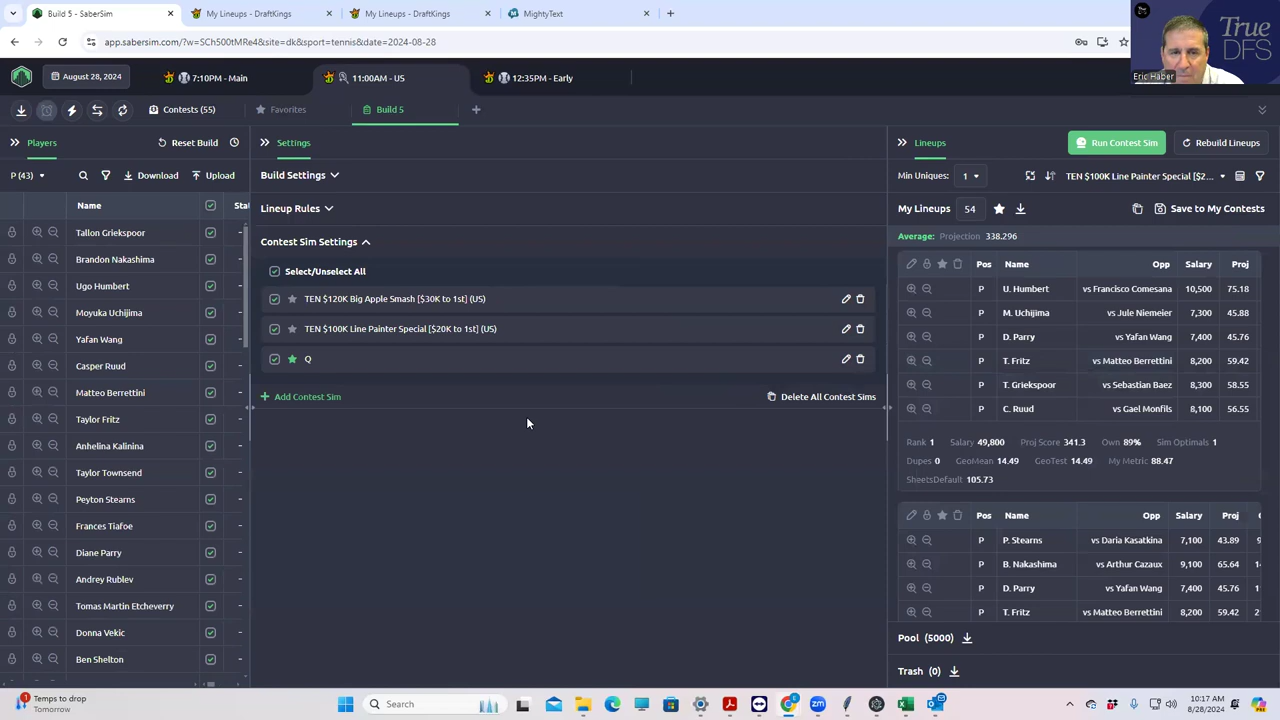 Build 5 - SaberSim
My Lineups - DraftKings
My Lineups - DraftKings
MightyText
app.sabersim.com/?w=SCh500tMRe4&site=dk&sport=tennis&date=2024-08-28
True DFS
Eric Haber
August 28, 2024
7:10PM - Main
11:00AM - US
12:35PM - Early
Contests (55)
Favorites
Build 5
Players
Reset Build
Settings
Lineups
Run Contest Sim
Rebuild Lineups
P (43)
Download
Upload
Build Settings
Min Uniques:
1
TEN $100K Line Painter Special [$2...
Name
Sta
Tallon Griekspoor
Brandon Nakashima
Ugo Humbert
Moyuka Uchijima
Yafan Wang
Casper Ruud
Matteo Berrettini
Taylor Fritz
Anhelina Kalinina
Taylor Townsend
Peyton Stearns
Frances Tiafoe
Diane Parry
Andrey Rublev
Tomas Martin Etcheverry
Donna Vekic
Ben Shelton
Lineup Rules
Contest Sim Settings
Select/Unselect All
TEN $120K Big Apple Smash [$30K to 1st] (US)
TEN $100K Line Painter Special [$20K to 1st] (US)
Q
Add Contest Sim
Delete All Contest Sims
My Lineups
54
Save to My Contests
Average: Projection 338.296
Pos Name Opp Salary Proj
P U. Humbert vs Francisco Comesana 10,500 75.18
P M. Uchijima vs Jule Niemeier 7,300 45.88
P D. Parry vs Yafan Wang 7,400 45.76
P T. Fritz vs Matteo Berrettini 8,200 59.42
P T. Griekspoor vs Sebastian Baez 8,300 58.55
P C. Ruud vs Gael Monfils 8,100 56.55
Rank 1 Salary 49,800 Proj Score 341.3 Own 89% Sim Optimals 1
Dupes 0 GeoMean 14.49 GeoTest 14.49 My Metric 88.47
SheetsDefault 105.73
Pos Name Opp Salary Proj
P P. Stearns vs Daria Kasatkina 7,100 43.89
P B. Nakashima vs Arthur Cazaux 9,100 65.64
P D. Parry vs Yafan Wang 7,400 45.76
P T. Fritz vs Matteo Berrettini 8,200 59.42
Pool (5000)
Trash (0)
1
Temps to drop
Tomorrow
Search
10:17 AM
8/28/2024